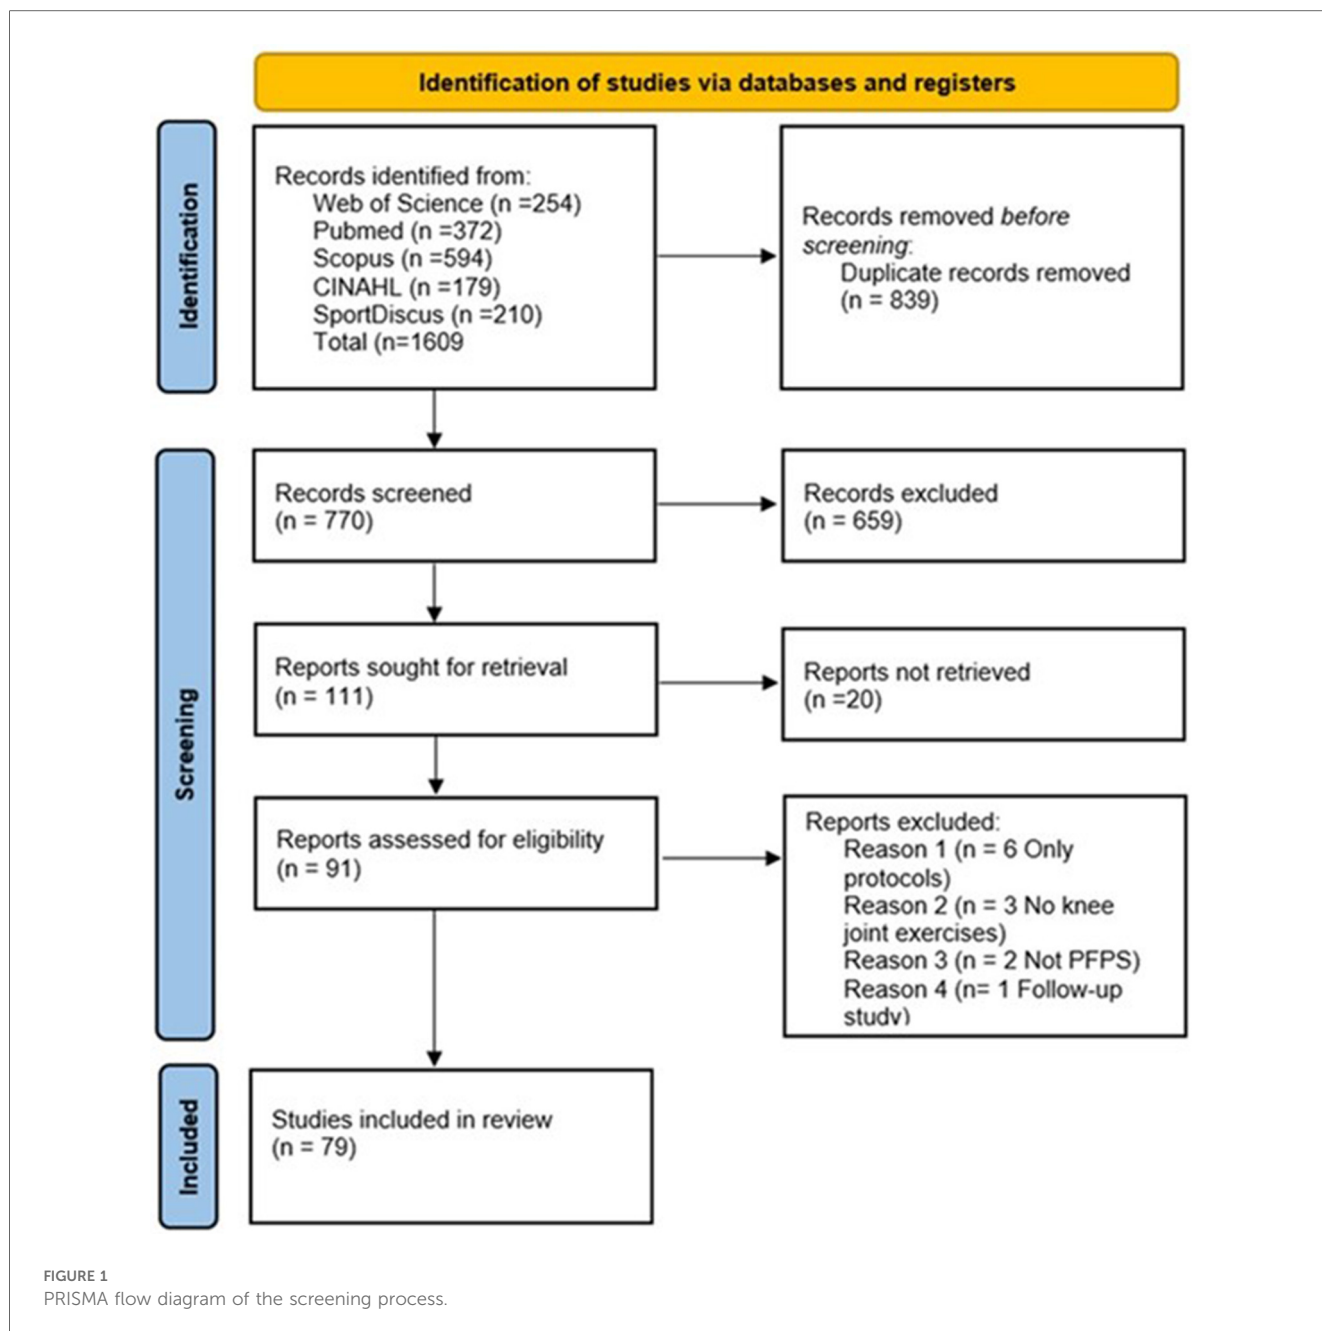 Identification of studies via databases and registers
Identification
Records identified from:
Web of Science (n =254)
Pubmed (n =372)
Scopus (n =594)
CINAHL (n =179)
SportDiscus (n =210)
Total (n=1609
Records removed before
screening:
Duplicate records removed
(n = 839)
Screening
Records screened
(n = 770)
Records excluded
(n = 659)
Reports sought for retrieval
(n = 111)
Reports not retrieved
(n =20)
Reports assessed for eligibility
(n = 91)
Reports excluded:
Reason 1 (n = 6 Only
protocols)
Reason 2 (n = 3 No knee
joint exercises)
Reason 3 (n = 2 Not PFPS)
Reason 4 (n= 1 Follow-up
study)
Included
Studies included in review
(n = 79)
FIGURE 1
PRISMA flow diagram of the screening process.